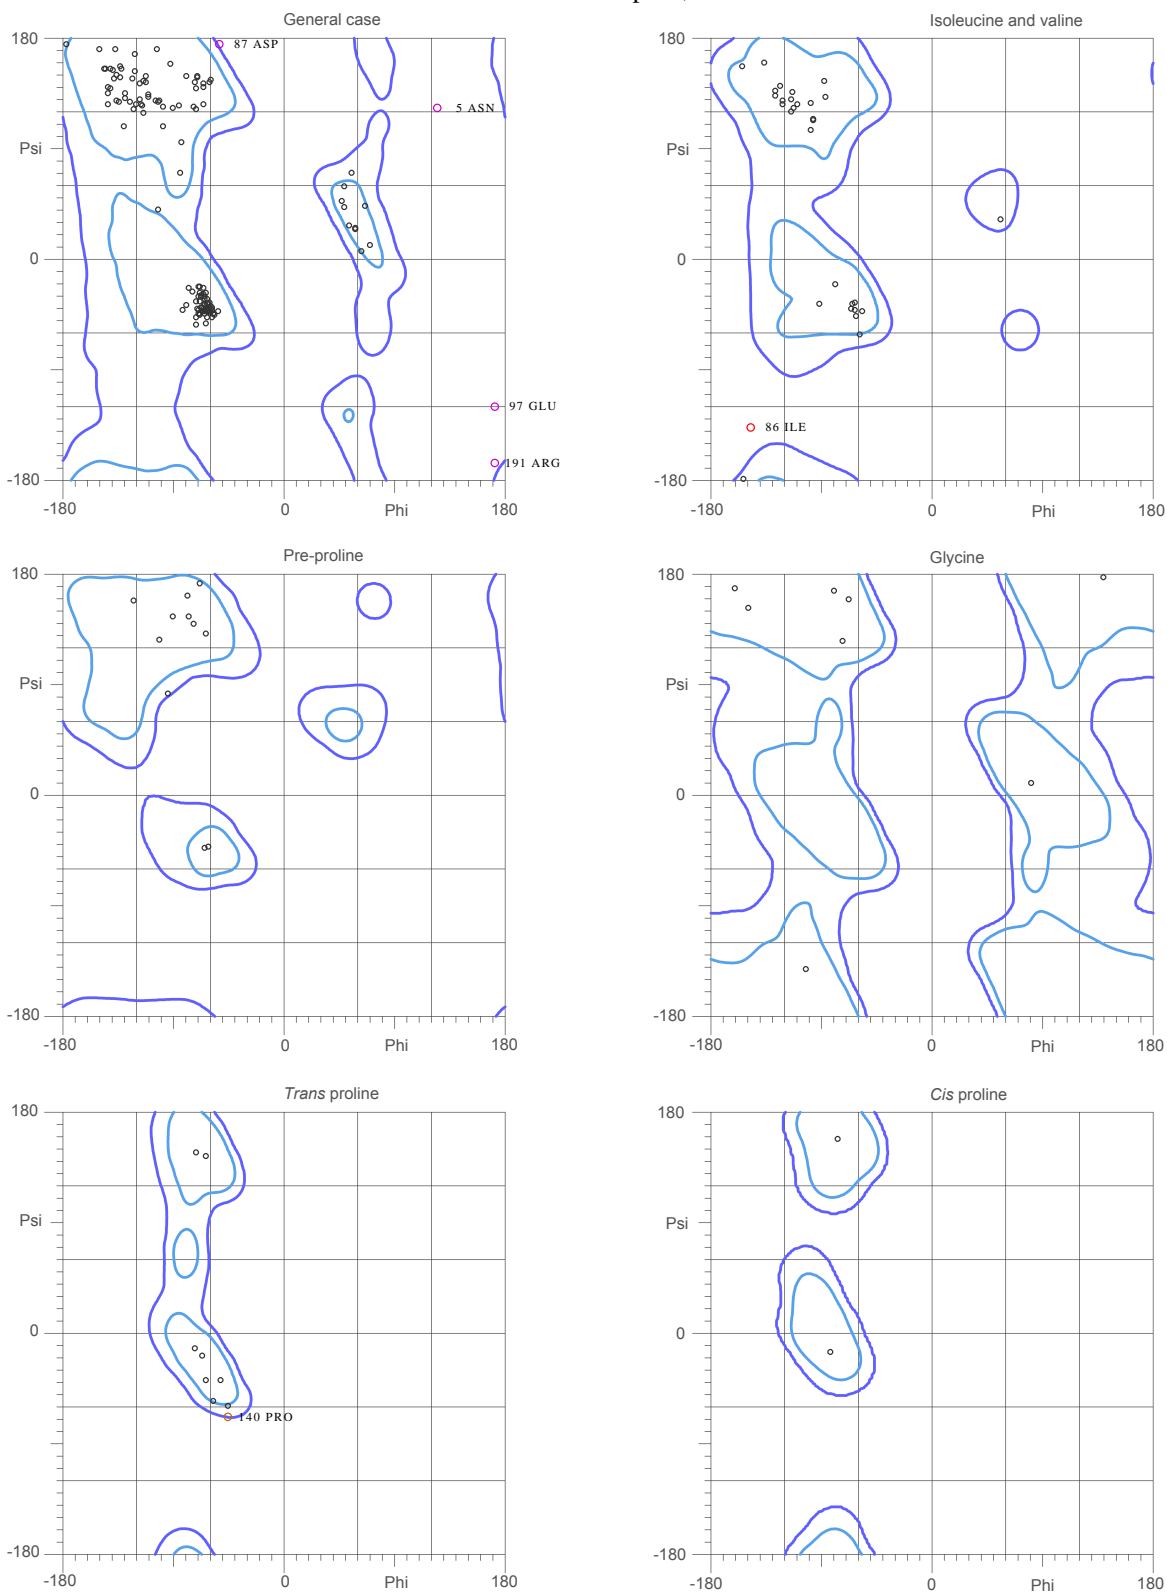 General case
180
87 ASP
5 ASN
Psi
0
97 GLU
191 ARG
-180
-180
0
Phi
180
Isoleucine and valine
180
Psi
0
86 ILE
-180
-180
0
Phi
180
Pre-proline
180
Psi
0
-180
-180
0
Phi
180
Glycine
180
Psi
0
-180
-180
0
Phi
180
Trans proline
180
Psi
0
140 PRO
-180
-180
0
Phi
180
Cis proline
180
Psi
0
-180
-180
0
Phi
180